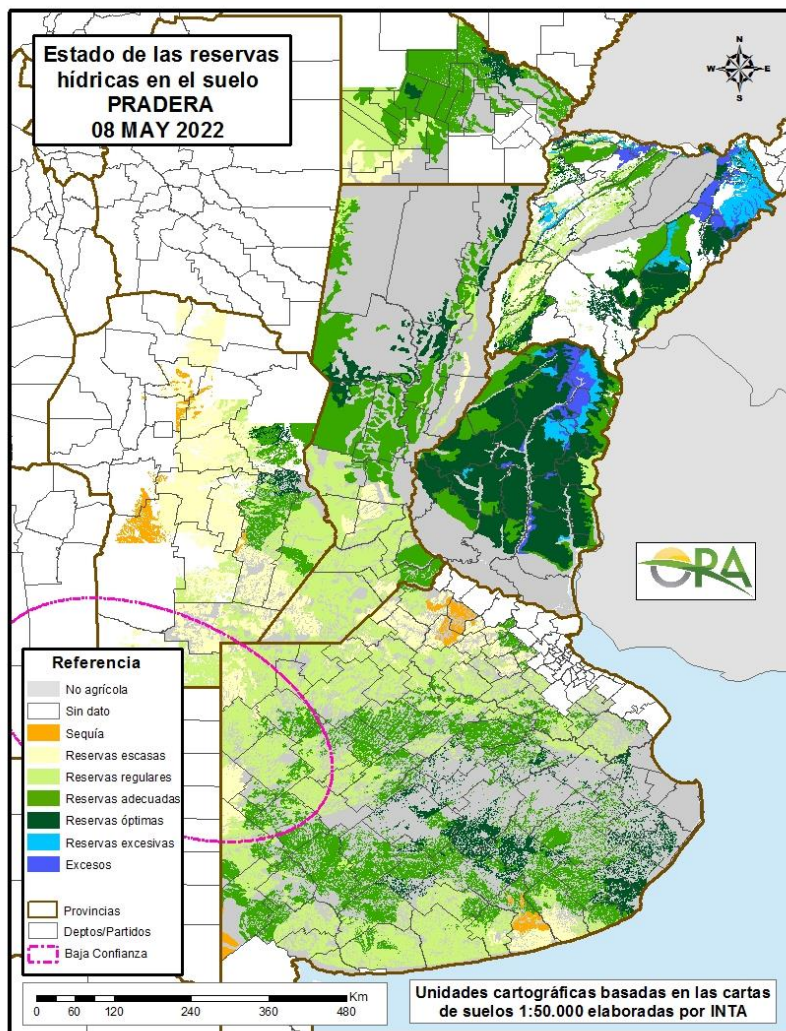 Estado de las reservas
hídricas en el suelo
PRADERA
08 MAY 2022
N
W E
S
ORA
Referencia
No agrícola
Sin dato
Sequía
Reservas escasas
Reservas regulares
Reservas adecuadas
Reservas óptimas
Reservas excesivas
Excesos
Provincias
Deptos/Partidos
Baja Confianza
Km
0 60 120 240 360 480
Unidades cartográficas basadas en las cartas
de suelos 1:50.000 elaboradas por INTA